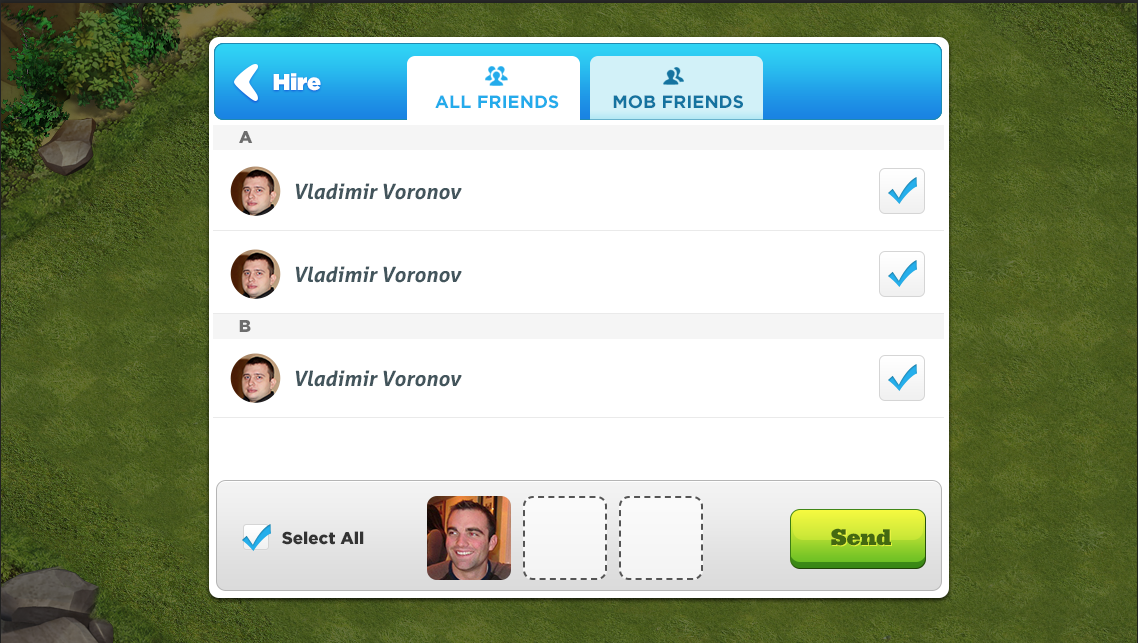 Hire
ALL FRIENDS
MOB FRIENDS
A
Vladimir Voronov
Vladimir Voronov
B
Vladimir Voronov
Select All
Send